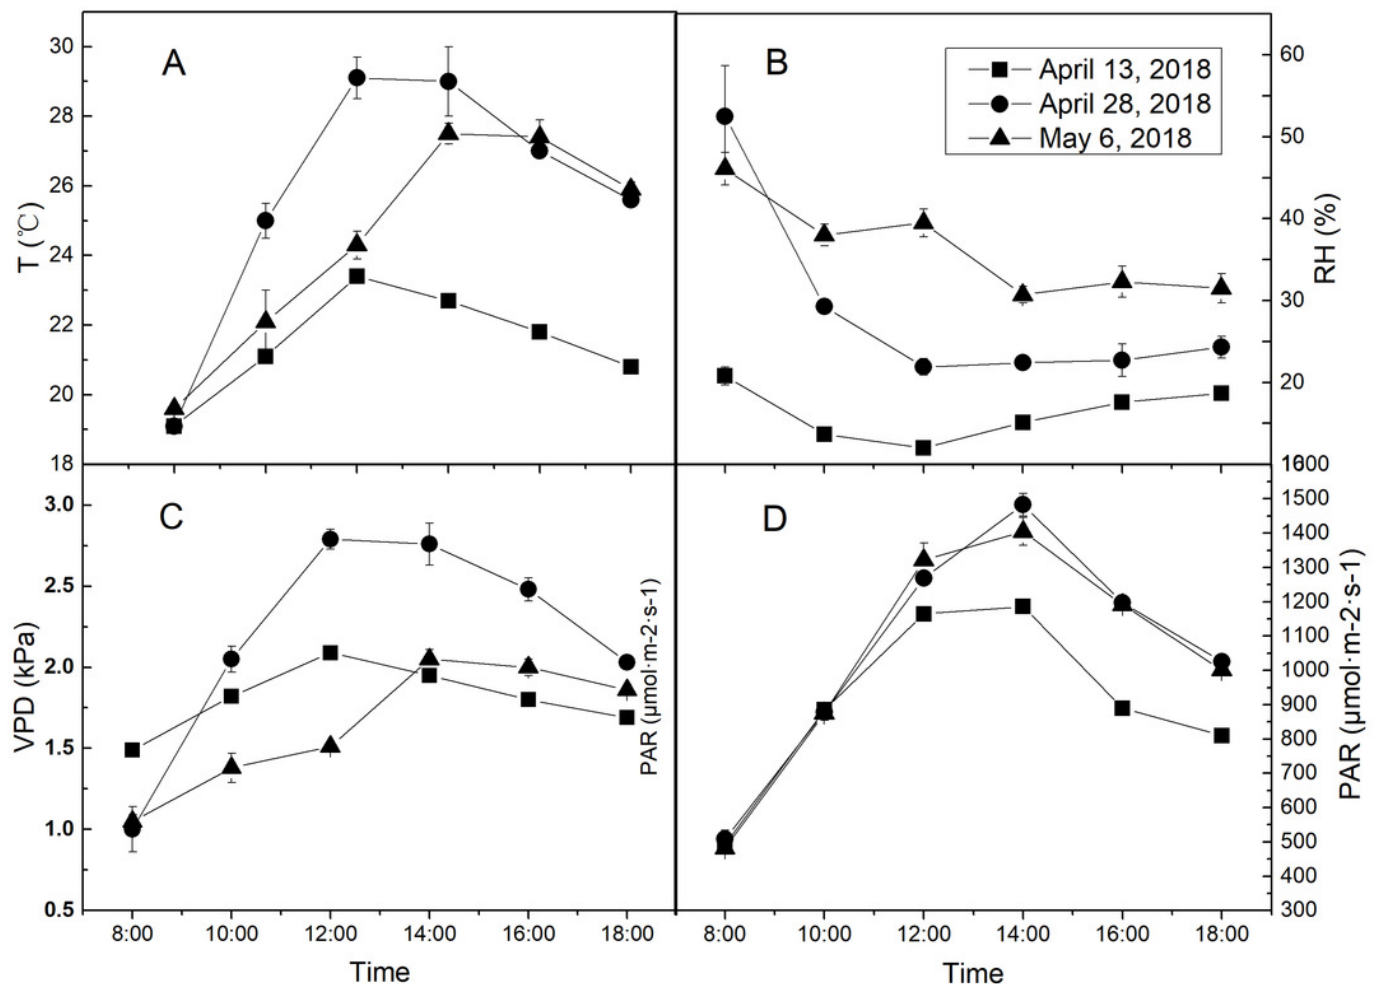 A
30
28
26
24
22
20
18
T (℃)
B
April 13, 2018
April 28, 2018
May 6, 2018
60
50
40
30
20
RH (%)
C
3.0
2.5
2.0
1.5
1.0
0.5
VPD (kPa)
PAR (μmol·m-2·s-1)
8:00 10:00 12:00 14:00 16:00 18:00
Time
D
1500
1400
1300
1200
1100
1000
900
800
700
600
500
400
300
PAR (μmol·m-2·s-1)
8:00 10:00 12:00 14:00 16:00 18:00
Time